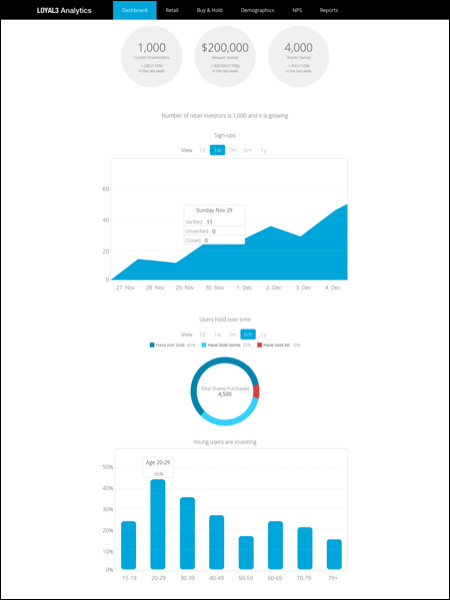 LOYAL3 Analytics
Dashboard Retail Buy & Hold Demographics NPS Reports
1,000 $200,000 4,000
Current Shareholders Amount Owned Shares Owned
in the last week in the last week in the last week
Number of retail investors is 1,000 and it is growing
Sign-ups
View 1d 1w 3m 6m 1y
60
40
20
0
Sunday Nov 29
Verified: 11
Unverified: 0
Closed: 0
27. Nov 28. Nov 29. Nov 30. Nov 1. Dec 2. Dec 3. Dec 4. Dec
Users hold over time
View 1d 1w 3m 6m 1y
Have Not Sold: 65% Have Sold Some: 25% Have Sold All: 10%
Total Shares Purchased
4,500
Young users are investing
50%
40%
30%
20%
10%
0%
Age 20-29
45%
15-19 20-29 30-39 40-49 50-59 60-69 70-79 79+